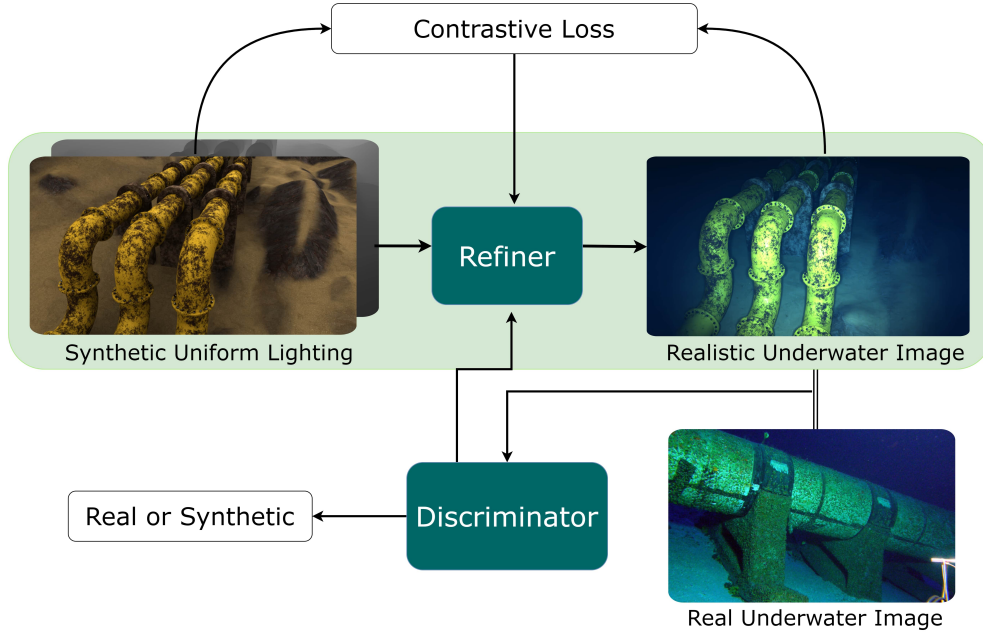 Contrastive Loss
Refiner
Synthetic Uniform Lighting
Realistic Underwater Image
Real or Synthetic
Discriminator
Real Underwater Image